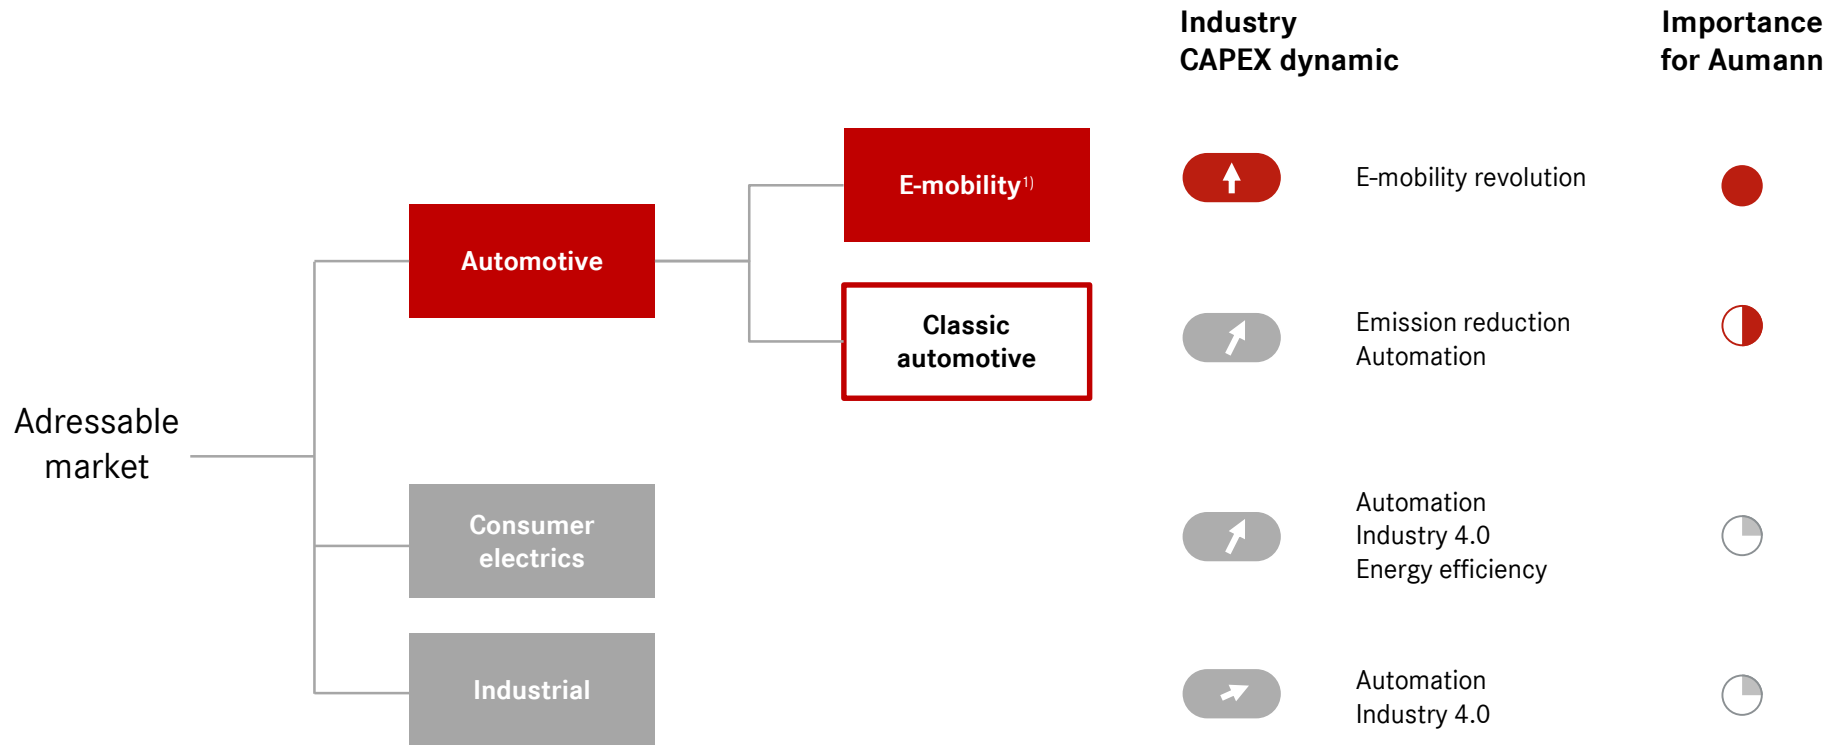 Industry
CAPEX dynamic
Importance
for Aumann
E-mobility1)
E-mobility revolution
Automotive
Classic
automotive
Emission reduction
Automation
Adressable
market
Consumer
electrics
Automation
Industry 4.0
Energy efficiency
Industrial
Automation
Industry 4.0